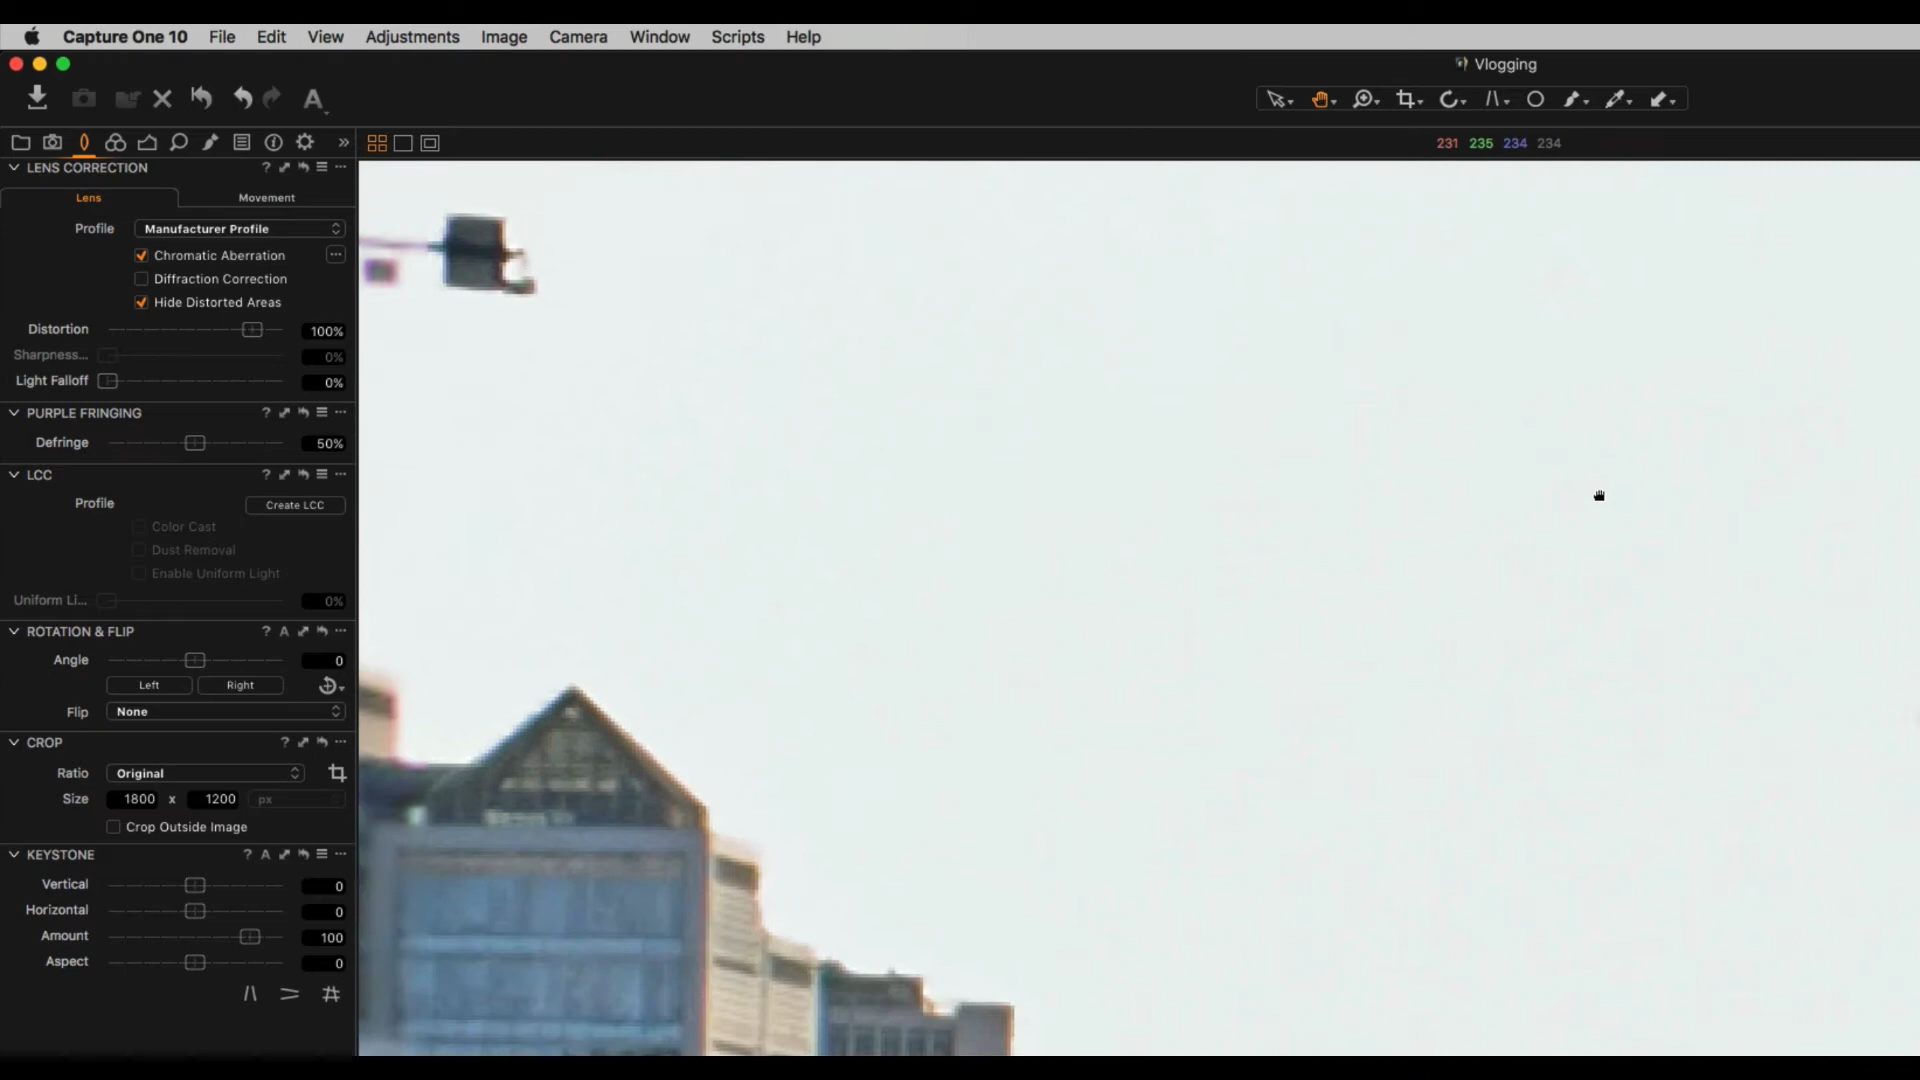 Capture One 10 File Edit View Adjustments Image Camera Window Scripts Help
Vlogging
A
231 235 234 234
LENS CORRECTION ?
Lens Movement
Profile Manufacturer Profile
Chromatic Aberration
Diffraction Correction
Hide Distorted Areas
Distortion 100%
Sharpness... 0%
Light Falloff 0%
PURPLE FRINGING ?
Defringe 50%
LCC ?
Profile Create LCC
Color Cast
Dust Removal
Enable Uniform Light
Uniform Li... 0%
ROTATION & FLIP ? A
Angle 0
Left Right
Flip None
CROP ?
Ratio Original
Size 1800 x 1200 px
Crop Outside Image
KEYSTONE ? A
Vertical 0
Horizontal 0
Amount 100
Aspect 0